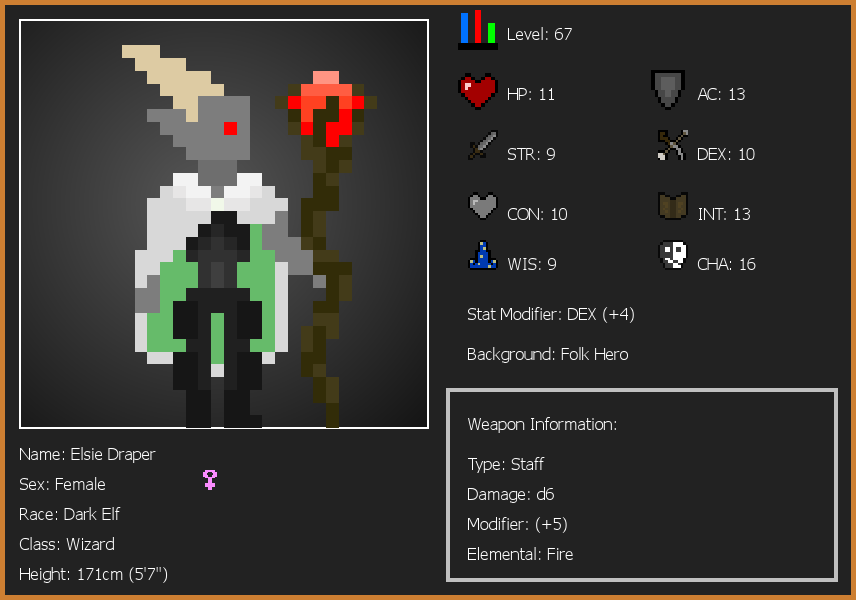 Level: 67
HP: 11
AC: 13
STR: 9
DEX: 10
CON: 10
INT: 13
WIS: 9
CHA: 16
Stat Modifier: DEX (+4)
Background: Folk Hero
Weapon Information:
Type: Staff
Damage: d6
Modifier: (+5)
Elemental: Fire
Name: Elsie Draper
Sex: Female
Race: Dark Elf
Class: Wizard
Height: 171cm (5'7")